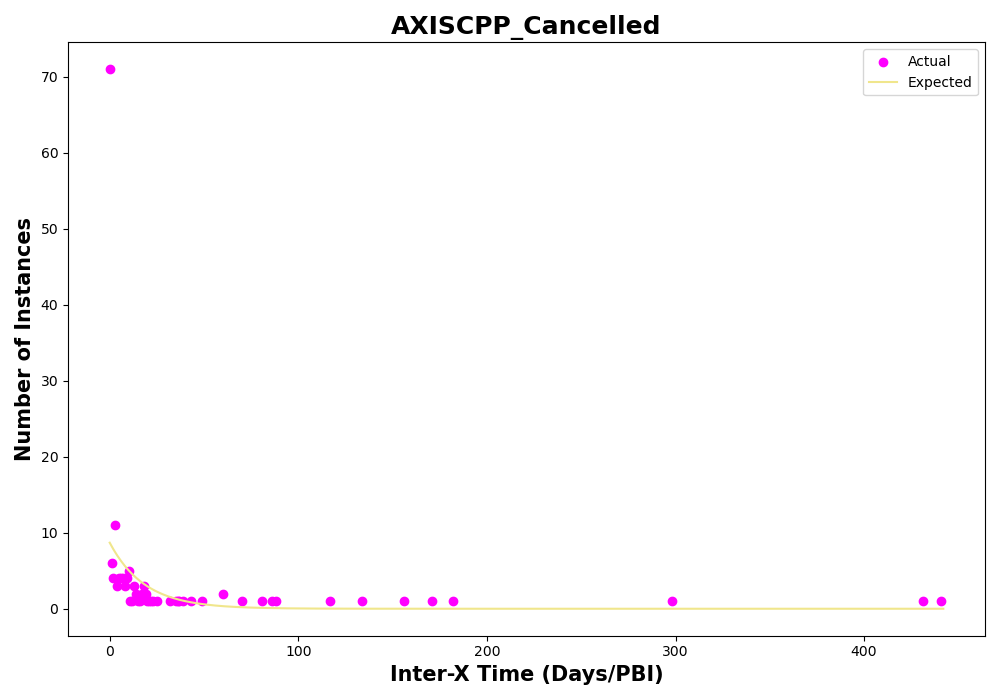 AXISCPP_Cancelled
Actual
Expected
70
60
50
40
30
20
10
0
Number of Instances
0
100
200
300
400
Inter-X Time (Days/PBI)